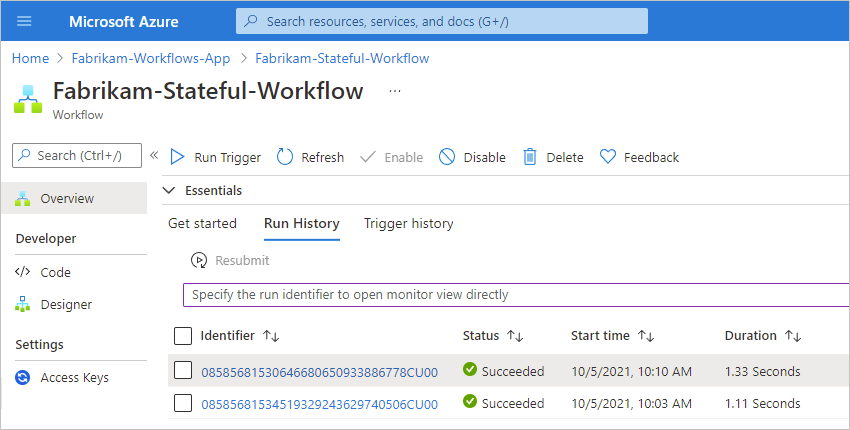 Microsoft Azure
Search resources, services, and docs (G+/)
Home > Fabrikam-Workflows-App > Fabrikam-Stateful-Workflow
Fabrikam-Stateful-Workflow ...
Workflow
Search (Ctrl+/) «
Run Trigger Refresh Enable Disable Delete Feedback
Essentials
Overview
Get started Run History Trigger history
Developer
Resubmit
Code
Specify the run identifier to open monitor view directly
Designer
Identifier ↑↓ Status ↑↓ Start time ↑↓ Duration ↑↓
Settings
08585681530646680650933886778CU00 Succeeded 10/5/2021, 10:10 AM 1.33 Seconds
Access Keys
08585681534519329243629740506CU00 Succeeded 10/5/2021, 10:03 AM 1.11 Seconds